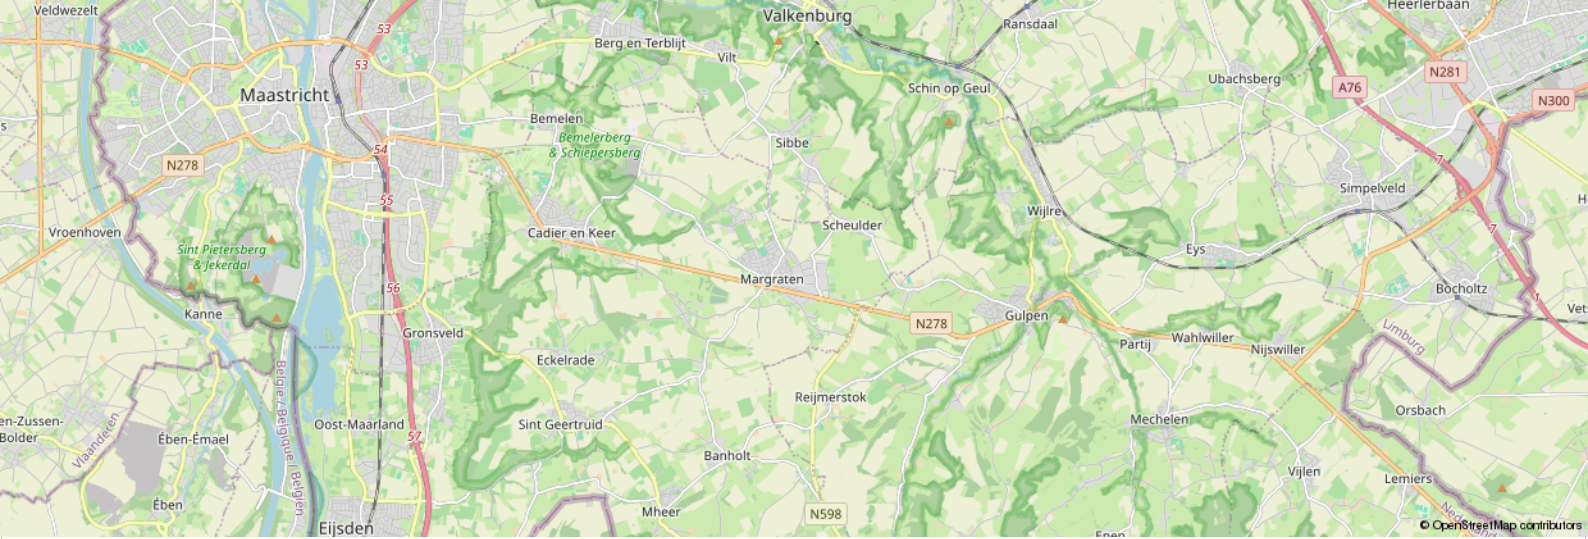 Veldwezelt
53
Valkenburg
Ransdaal
Heerlerbaan
Berg en Terblijt
Vilt
53
N281
A76
Ubachsberg
Schin op Geul
Maastricht
N300
Bemelen
Bemelerberg
& Schiepersberg
Sibbe
54
N278
7
Simpelveld
55
Wijlre
Scheulder
Vroenhoven
Cadier en Keer
7
Sint Pietersberg
& Jekerdal
Eys
Margraten
56
Bocholtz
1
Kanne
Gulpen
N278
Gronsveld
Partij
Wahlwiller
Nijswiller
Limburg
Eckelrade
België / Belgique / Belgien
Reijmerstok
Orsbach
Mechelen
en-Zussen-
Bolder
Vlaanderen
Oost-Maarland
Sint Geertruid
57
Ében-Émael
Banholt
Vijlen
Lemiers
Ében
Mheer
N598
Eijsden
© OpenStreetMap contributors